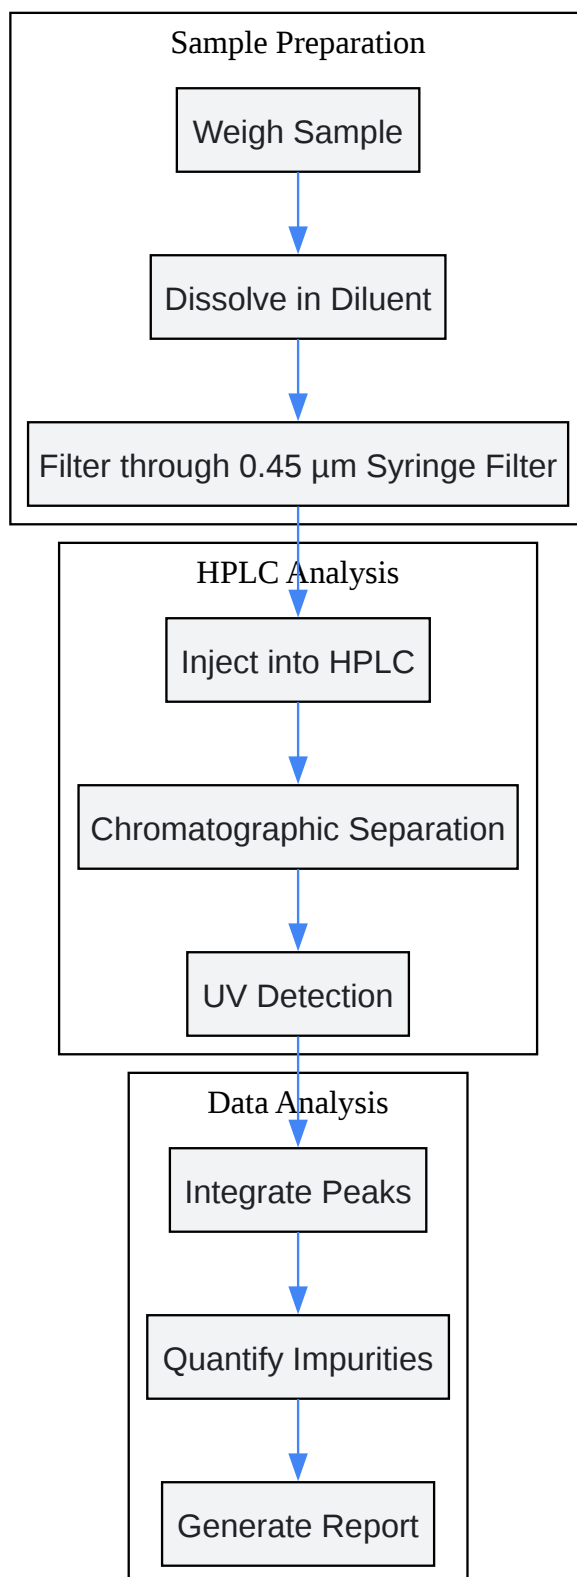 Sample Preparation
Weigh Sample
Dissolve in Diluent
Filter through 0.45 µm Syringe Filter
HPLC Analysis
Inject into HPLC
Chromatographic Separation
UV Detection
Data Analysis
Integrate Peaks
Quantify Impurities
Generate Report